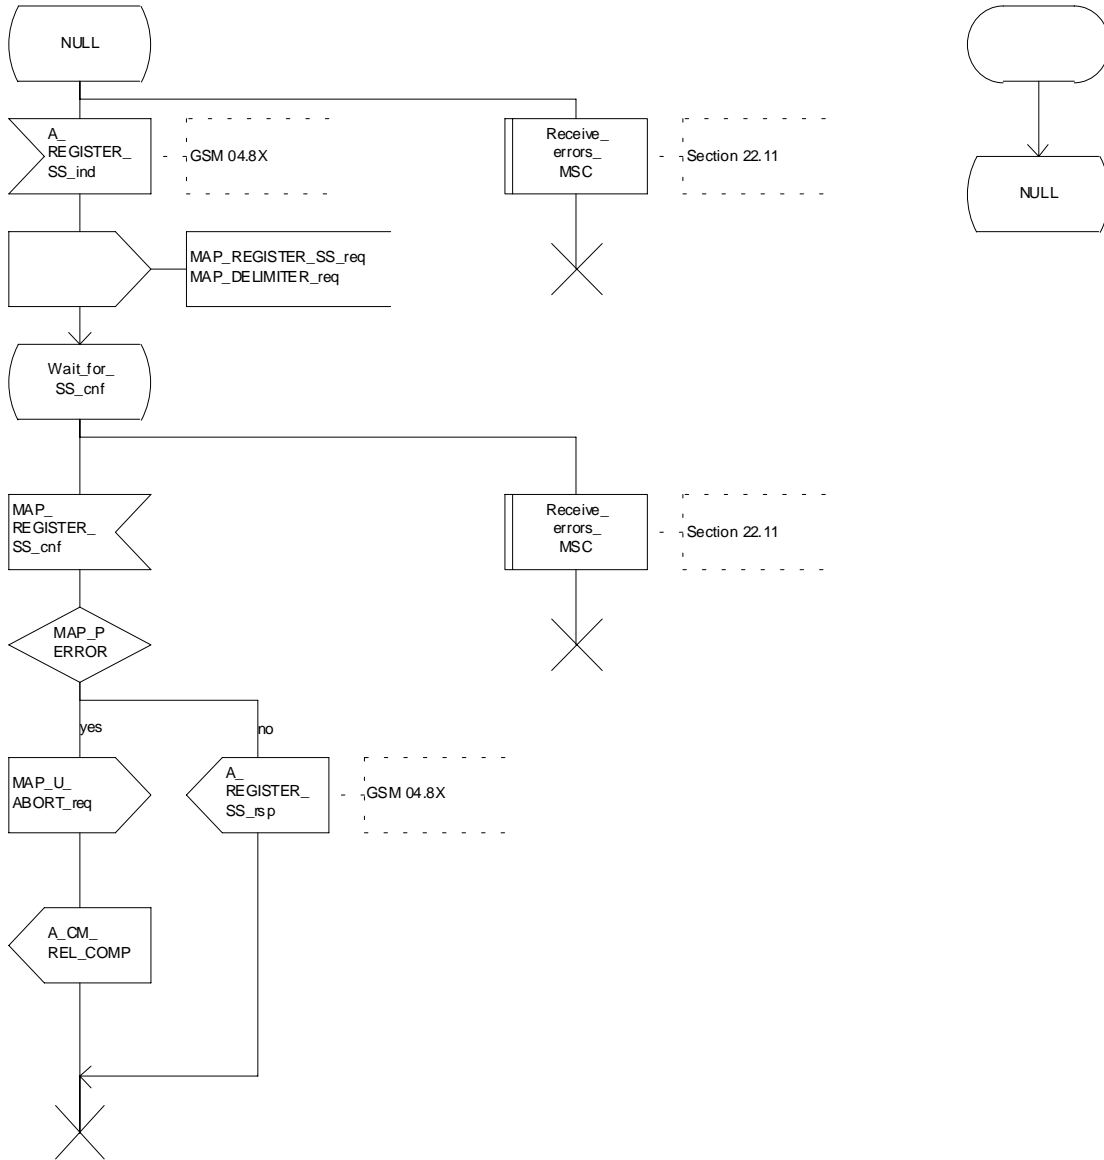 NULL
A_
REGISTER_
SS_ind
GSM 04.8X
Receive_
errors_
MSC
Section 22.11
NULL
MAP_REGISTER_SS_req
MAP_DELIMITER_req
Wait_for_
SS_cnf
MAP_
REGISTER_
SS_cnf
Receive_
errors_
MSC
Section 22.11
MAP_P
ERROR
yes
no
MAP_U_
ABORT_req
A_
REGISTER_
SS_rsp
GSM 04.8X
A_CM_
REL_COMP